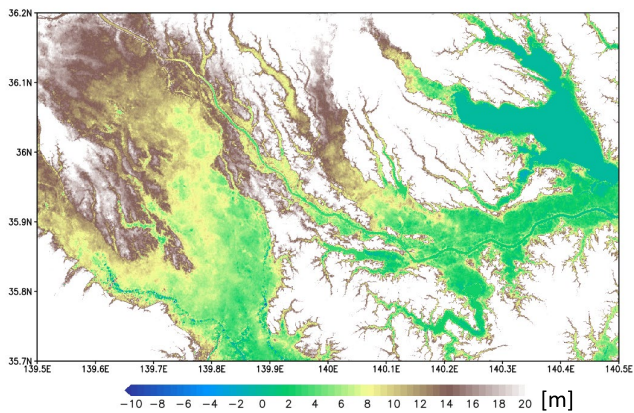 36.2N
36.1N
36N
35.9N
35.8N
35.7N
139.5E 139.6E 139.7E 139.8E 139.9E 140E 140.1E 140.2E 140.3E 140.4E 140.5E
−10 −8 −6 −4 −2 0 2 4 6 8 10 12 14 16 18 20 [m]